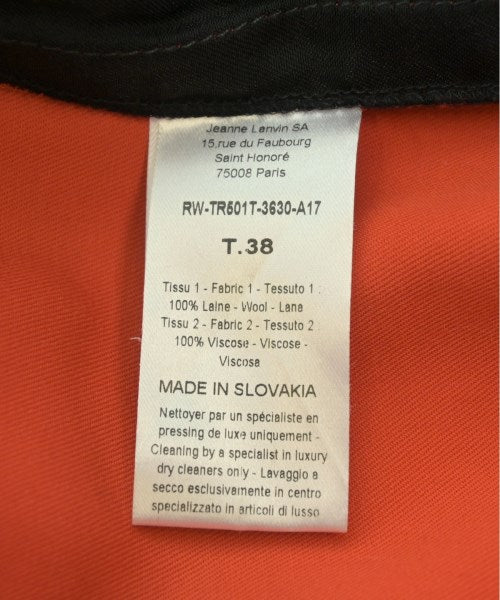 Jeanne Lanvin SA
15.rue du Faubourg
Saint Honoré
75008 Paris
RW-TR501T-3630-A17
T.38
Tissu 1 - Fabric 1 - Tessuto 1 :
100% Laine - Wool - Lana
Tissu 2 - Fabric 2 - Tessuto 2
100% Viscose - Viscose -
Viscosa
MADE IN SLOVAKIA
Nettoyer par un spécialiste en
pressing de luxe uniquement -
Cleaning by a specialist in luxury
dry cleaners only - Lavaggio a
secco esclusivamente in centro
specializzato in articoli di lusso